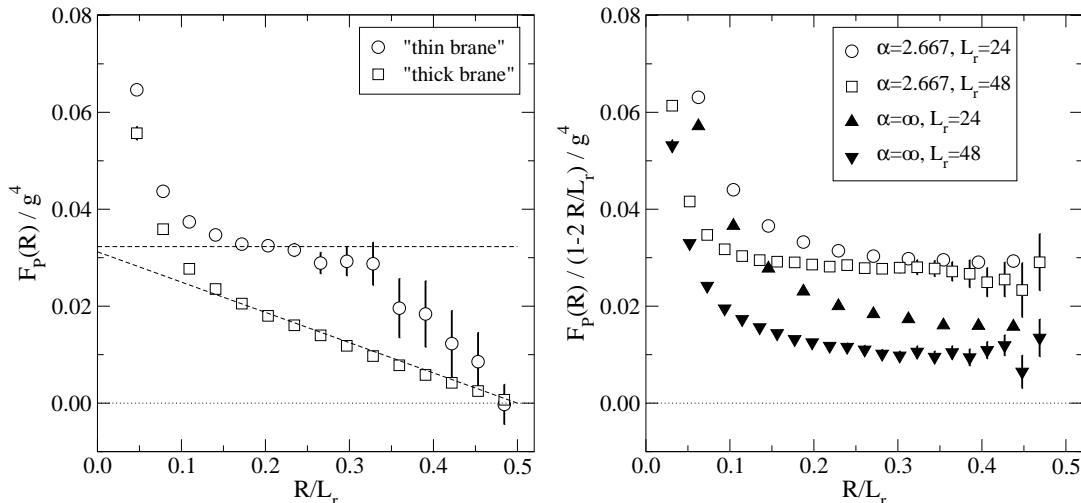 0.08
0.06
0.04
0.02
0.00
F_P(R) / g^4
"thin brane"
"thick brane"
0.0 0.1 0.2 0.3 0.4 0.5
R/L_r
0.08
0.06
0.04
0.02
0.00
F_P(R) / (1-2 R/L_r) / g^4
α=2.667, L_r=24
α=2.667, L_r=48
α=∞, L_r=24
α=∞, L_r=48
0.0 0.1 0.2 0.3 0.4 0.5
R/L_r